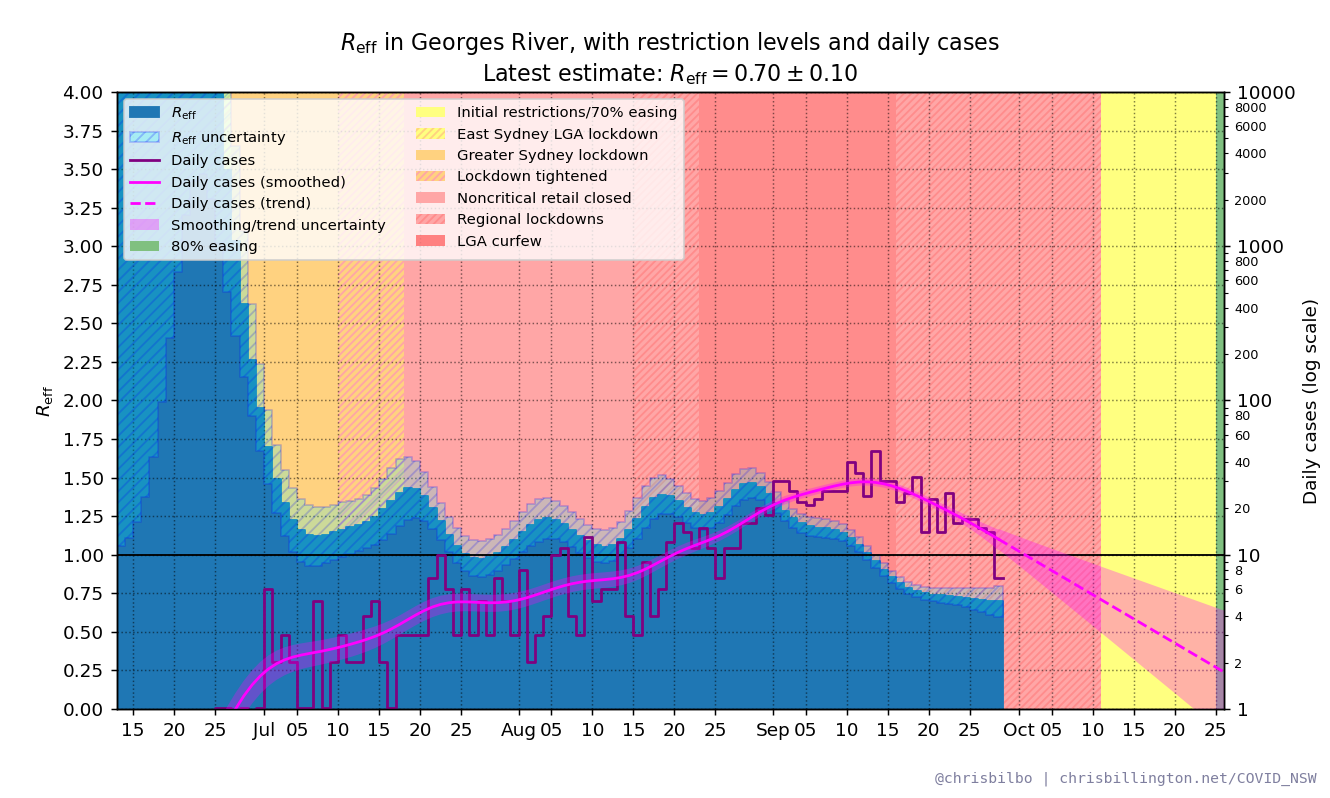 R_eff in Georges River, with restriction levels and daily cases
Latest estimate: R_eff = 0.70 ± 0.10
R_eff
R_eff uncertainty
Daily cases
Daily cases (smoothed)
Daily cases (trend)
Smoothing/trend uncertainty
80% easing
Initial restrictions/70% easing
East Sydney LGA lockdown
Greater Sydney lockdown
Lockdown tightened
Noncritical retail closed
Regional lockdowns
LGA curfew
R_eff
4.00
3.75
3.50
3.25
3.00
2.75
2.50
2.25
2.00
1.75
1.50
1.25
1.00
0.75
0.50
0.25
0.00
15 20 25 Jul 05 10 15 20 25 Aug 05 10 15 20 25 Sep 05 10 15 20 25 Oct 05 10 15 20 25
10000
8000
6000
4000
2000
1000
800
600
400
200
100
80
60
40
20
10
8
6
4
2
1
Daily cases (log scale)
@chrisbilbo | chrisbillington.net/COVID_NSW